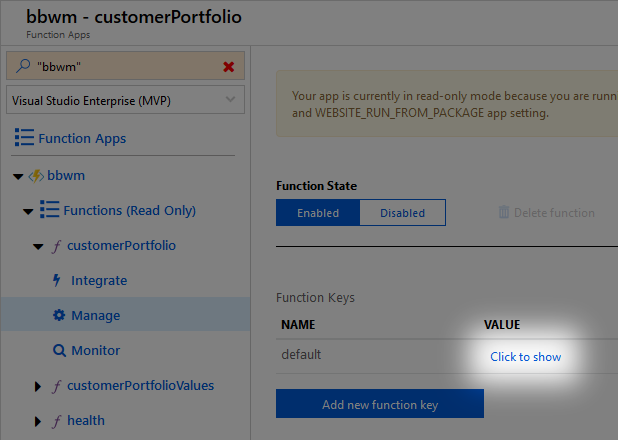 bbwm - customerPortfolio
Function Apps
"bbwm"
Visual Studio Enterprise (MVP)
Function Apps
bbwm
Functions (Read Only)
customerPortfolio
Integrate
Manage
Monitor
customerPortfolioValues
health
Your app is currently in read-only mode because you are runn
and WEBSITE_RUN_FROM_PACKAGE app setting.
Function State
Enabled Disabled Delete function
Function Keys
NAME VALUE
default Click to show
Add new function key